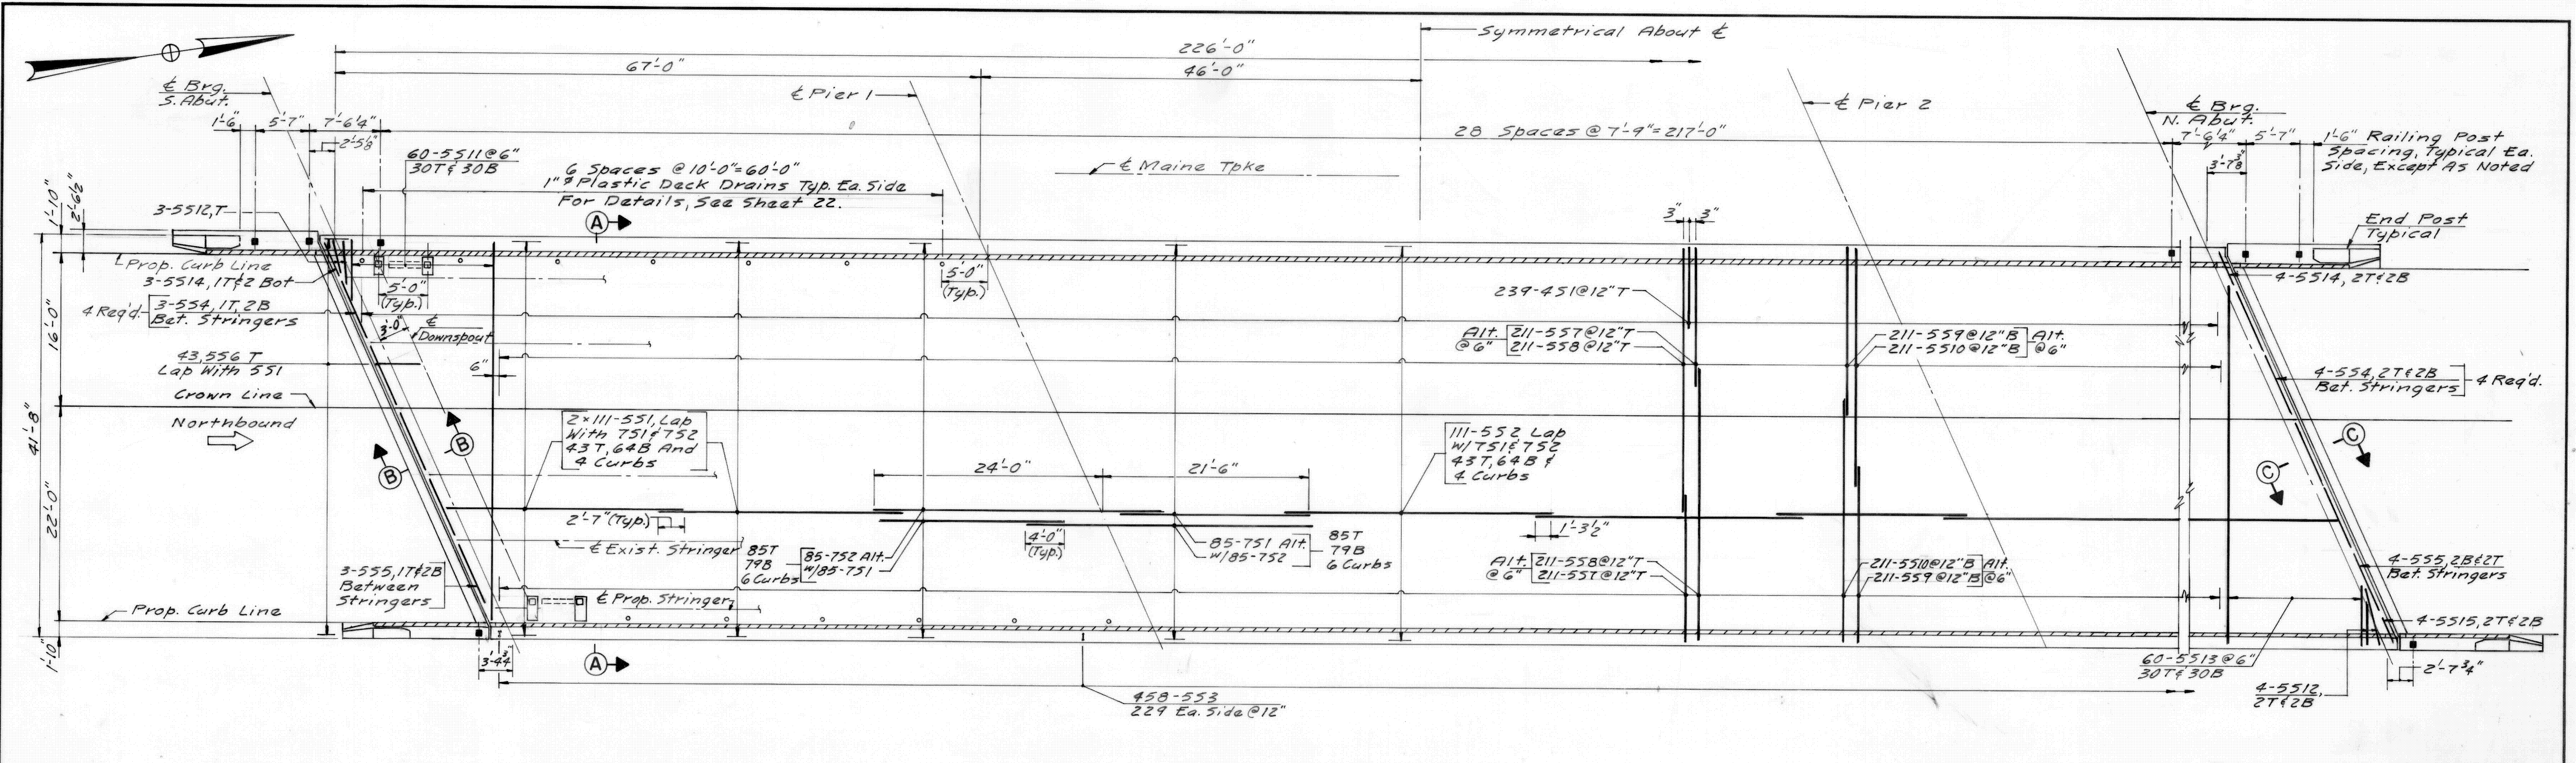 Symmetrical About ℄
226'-0"
67'-0"
46'-0"
℄ Brg.
S. Abut.
℄ Pier 1
℄ Pier 2
℄ Brg.
N. Abut.
1'-6"
5'-7"
7'-6¼"
2'-5⅛"
28 Spaces @ 7'-9"=217'-0"
7'-6¼"
5'-7"
3'-7⅞"
1'-6" Railing Post
Spacing, Typical Ea.
Side, Except As Noted
60-5511@6"
30T & 30B
6 Spaces @ 10'-0"=60'-0"
1"ø Plastic Deck Drains Typ. Ea. Side
For Details, See Sheet 22.
℄ Maine Tpke
1'-10"
2'-6½"
3-5512,T
A
3"
3"
End Post
Typical
Prop. Curb Line
3-5514, 1T&2 Bot
5'-0"
(Typ.)
5'-0"
(Typ.)
4-5514, 2T&2B
4 Req'd.
3-554, 1T, 2B
Bet. Stringers
239-451@12"T
16'-0"
3'-0"
℄
Downspout
Alt.
@ 6"
211-557@12"T
211-558@12"T
211-559@12"B
211-5510@12"B
Alt.
@6"
43,556 T
Lap With 551
6"
4-554, 2T&2B
Bet. Stringers
4 Req'd.
Crown Line
41'-8"
Northbound
B
B
2x111-551, Lap
With 751 & 752
43T, 64B And
4 Curbs
111-552 Lap
W/751 & 752
43T, 64B &
4 Curbs
C
C
24'-0"
21'-6"
22'-0"
2'-7" (Typ.)
1'-3½"
℄ Exist. Stringer
85T
79B
6 Curbs
85-752 Alt.
W/85-751
4'-0"
(Typ.)
85-751 Alt.
W/85-752
85T
79B
6 Curbs
3-555, 1T&2B
Between
Stringers
Alt.
@ 6"
211-558@12"T
211-557@12"T
211-5510@12"B
211-559@12"B
Alt.
@6"
4-555, 2B&2T
Bet. Stringers
℄ Prop. Stringer
Prop. Curb Line
4-5515, 2T&2B
1'-10"
3'-4¾"
A
60-5513@6"
30T & 30B
2'-7¾"
458-553
229 Ea. Side @12"
4-5512,
2T&2B